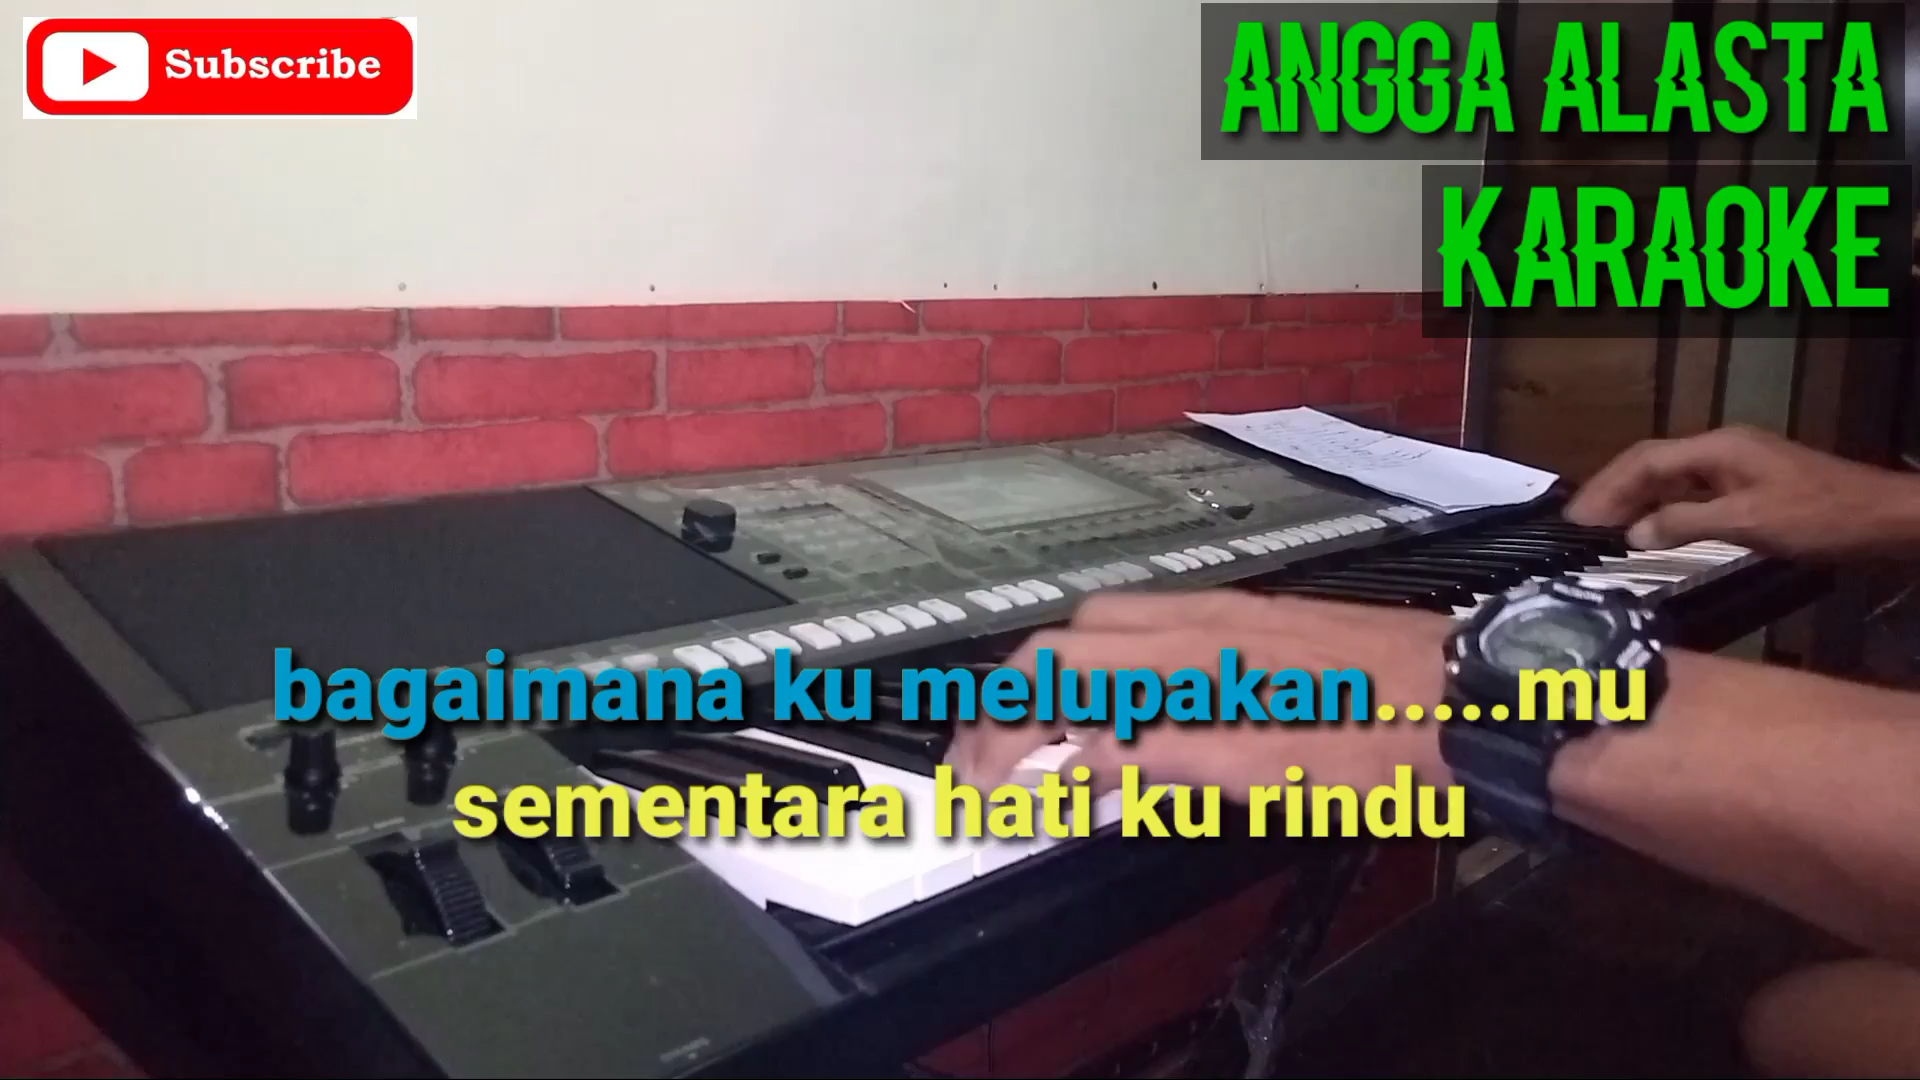 Subscribe
ANGGA ALASTA
KARAOKE
bagaimana ku melupakan.....mu
sementara hati ku rindu